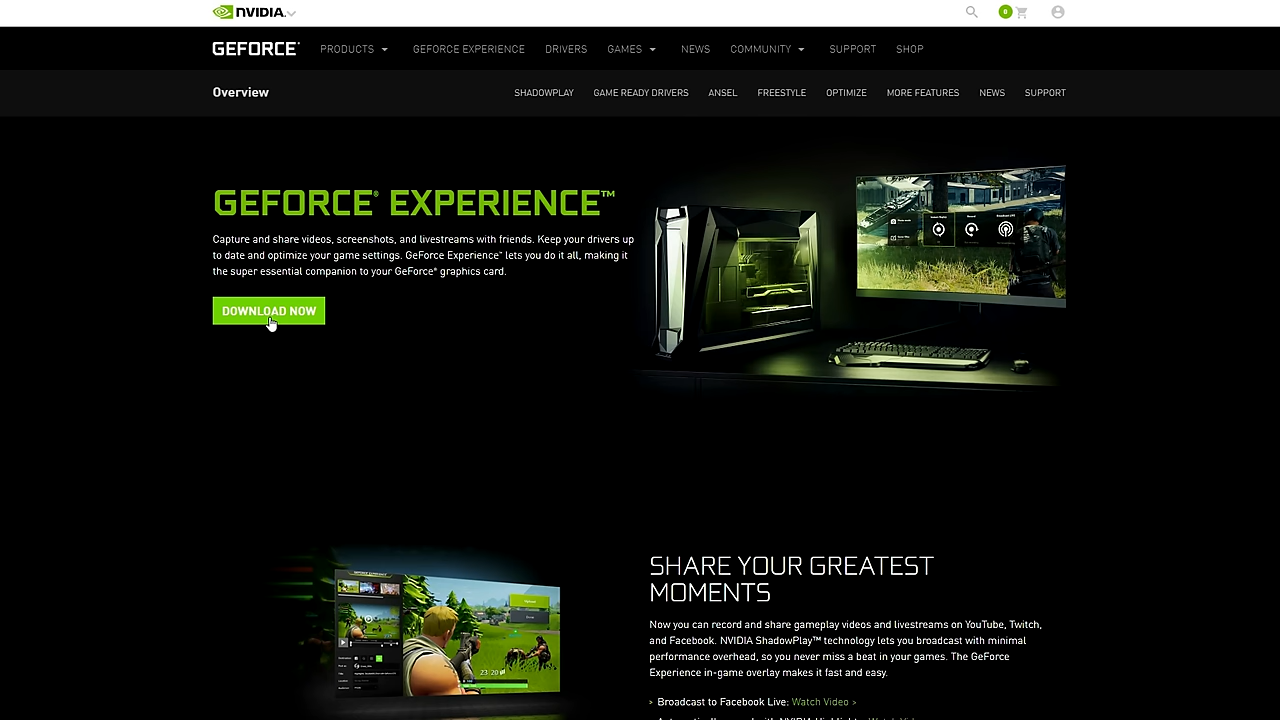 NVIDIA.
0
GEFORCE®
PRODUCTS
GEFORCE EXPERIENCE
DRIVERS
GAMES
NEWS
COMMUNITY
SUPPORT
SHOP
Overview
SHADOWPLAY
GAME READY DRIVERS
ANSEL
FREESTYLE
OPTIMIZE
MORE FEATURES
NEWS
SUPPORT
GEFORCE® EXPERIENCE™
Capture and share videos, screenshots, and livestreams with friends. Keep your drivers up
to date and optimize your game settings. GeForce Experience™ lets you do it all, making it
the super essential companion to your GeForce® graphics card.
DOWNLOAD NOW
SHARE YOUR GREATEST
MOMENTS
Now you can record and share gameplay videos and livestreams on YouTube, Twitch,
and Facebook. NVIDIA ShadowPlay™ technology lets you broadcast with minimal
performance overhead, so you never miss a beat in your games. The GeForce
Experience in-game overlay makes it fast and easy.
> Broadcast to Facebook Live: Watch Video >